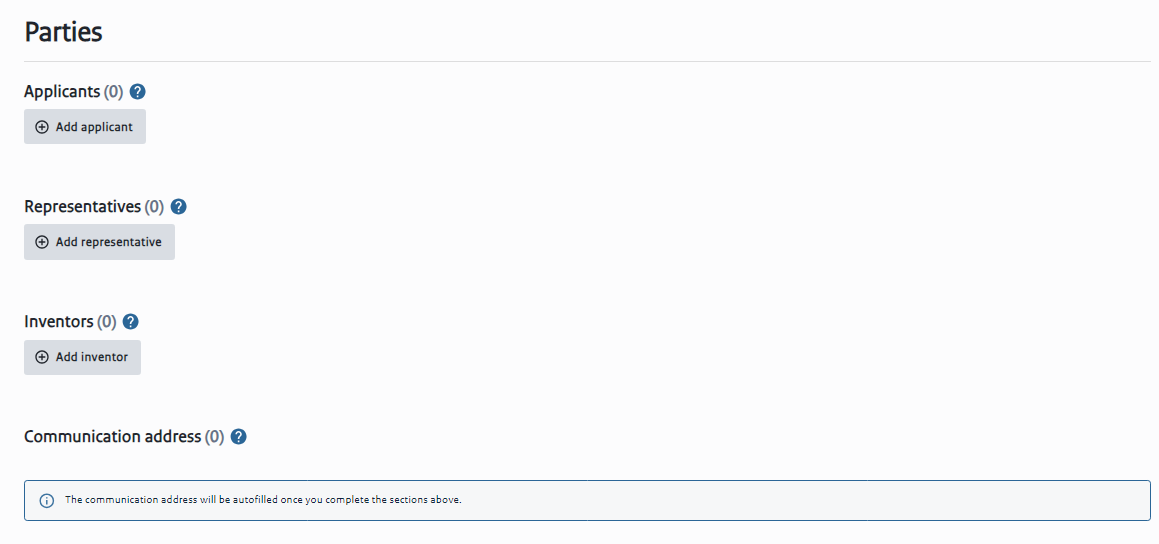 Parties
Applicants (0) ?
Add applicant
Representatives (0) ?
Add representative
Inventors (0) ?
Add inventor
Communication address (0) ?
The communication address will be autofilled once you complete the sections above.